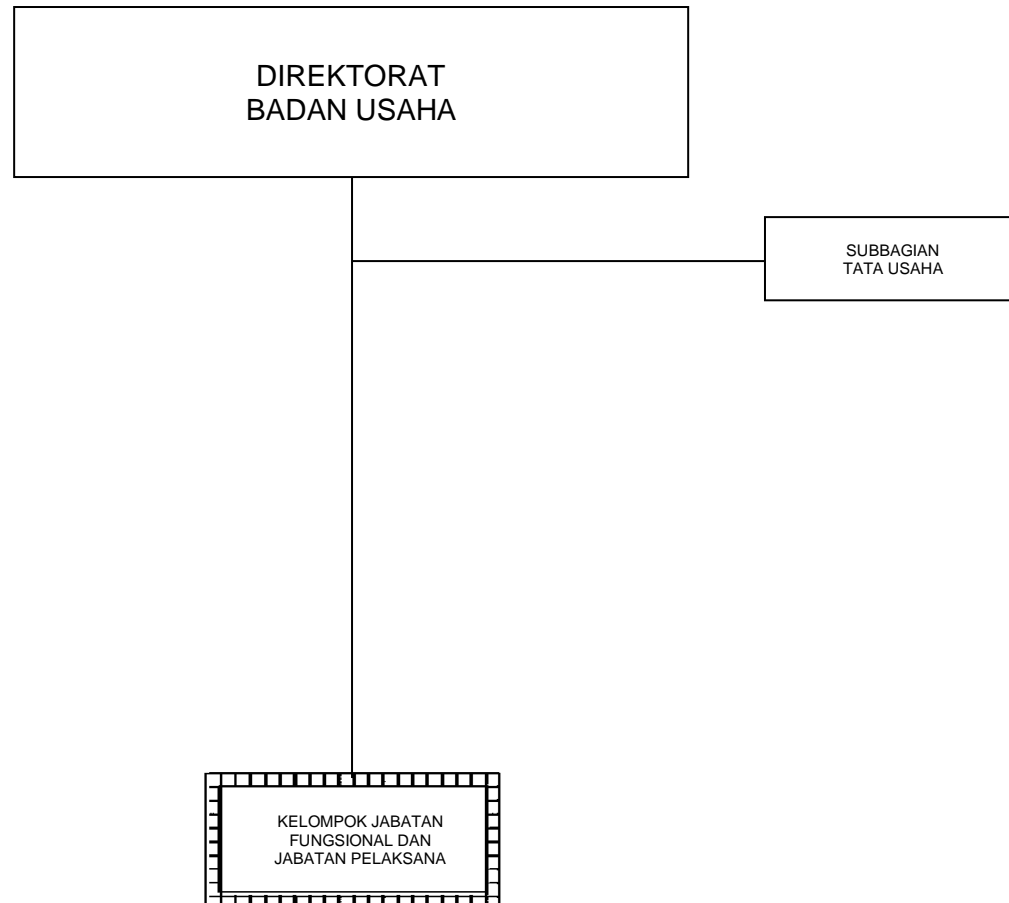 DIREKTORAT
BADAN USAHA
SUBBAGIAN
TATA USAHA
KELOMPOK JABATAN
FUNGSIONAL DAN
JABATAN PELAKSANA